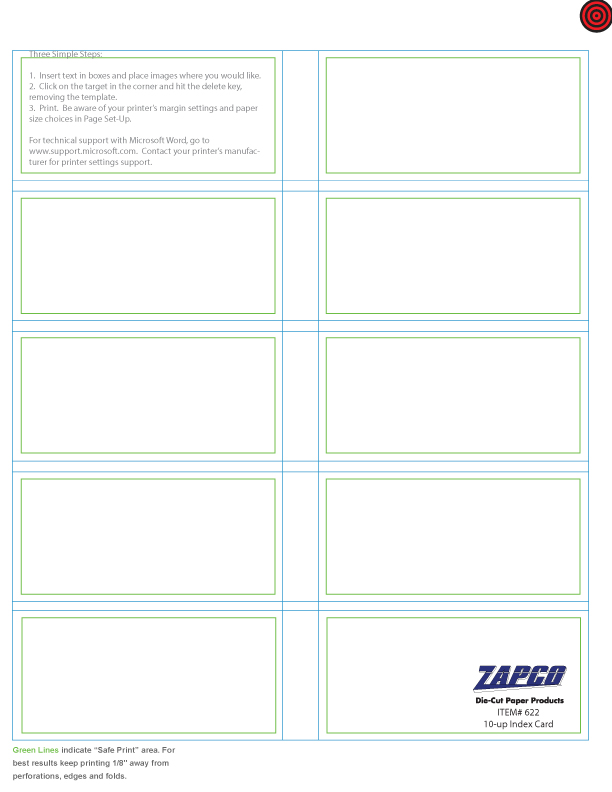 Three Simple Steps:
1.  Insert text in boxes and place images where you would like.
2.  Click on the target in the corner and hit the delete key,
removing the template.
3.  Print.  Be aware of your printer's margin settings and paper
size choices in Page Set-Up.
For technical support with Microsoft Word, go to
www.support.microsoft.com.  Contact your printer's manufac-
turer for printer settings support.
ZAPCO
Die-Cut Paper Products
ITEM# 622
10-up Index Card
Green Lines indicate “Safe Print” area. For
best results keep printing 1/8" away from
perforations, edges and folds.